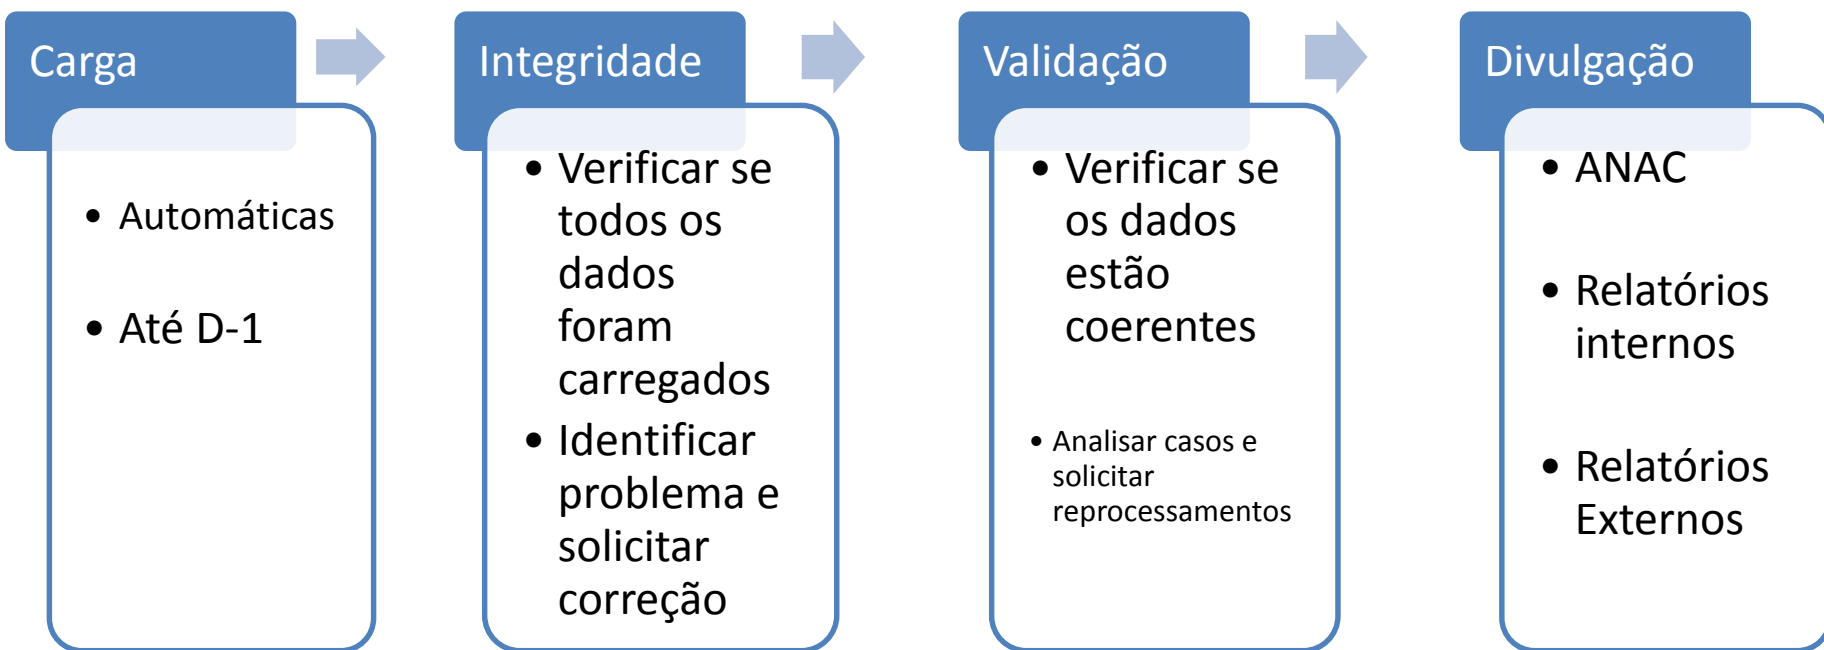 Carga
• Automáticas
• Até D-1
Integridade
• Verificar se
todos os
dados
foram
carregados
• Identificar
problema e
solicitar
correção
Validação
• Verificar se
os dados
estão
coerentes
• Analisar casos e
solicitar
reprocessamentos
Divulgação
• ANAC
• Relatórios
internos
• Relatórios
Externos